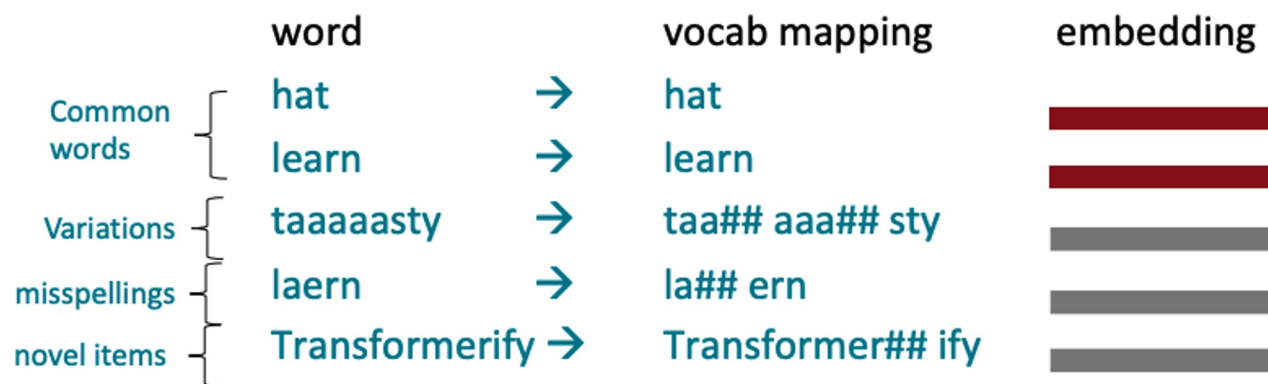 word vocab mapping embedding
Common words
hat → hat
learn → learn
Variations taaaaasty → taa## aaa## sty
misspellings laern → la## ern
novel items Transformerify → Transformer## ify